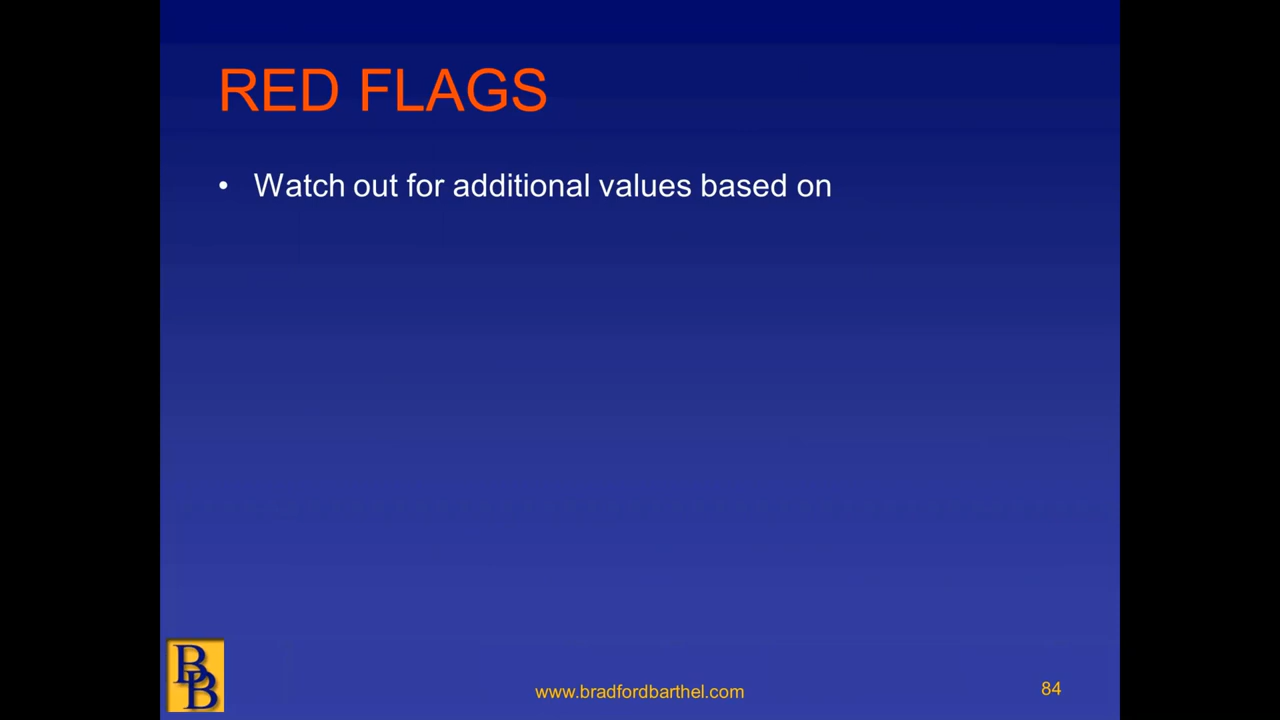 RED FLAGS
• Watch out for additional values based on
BB
www.bradfordbarthel.com
84